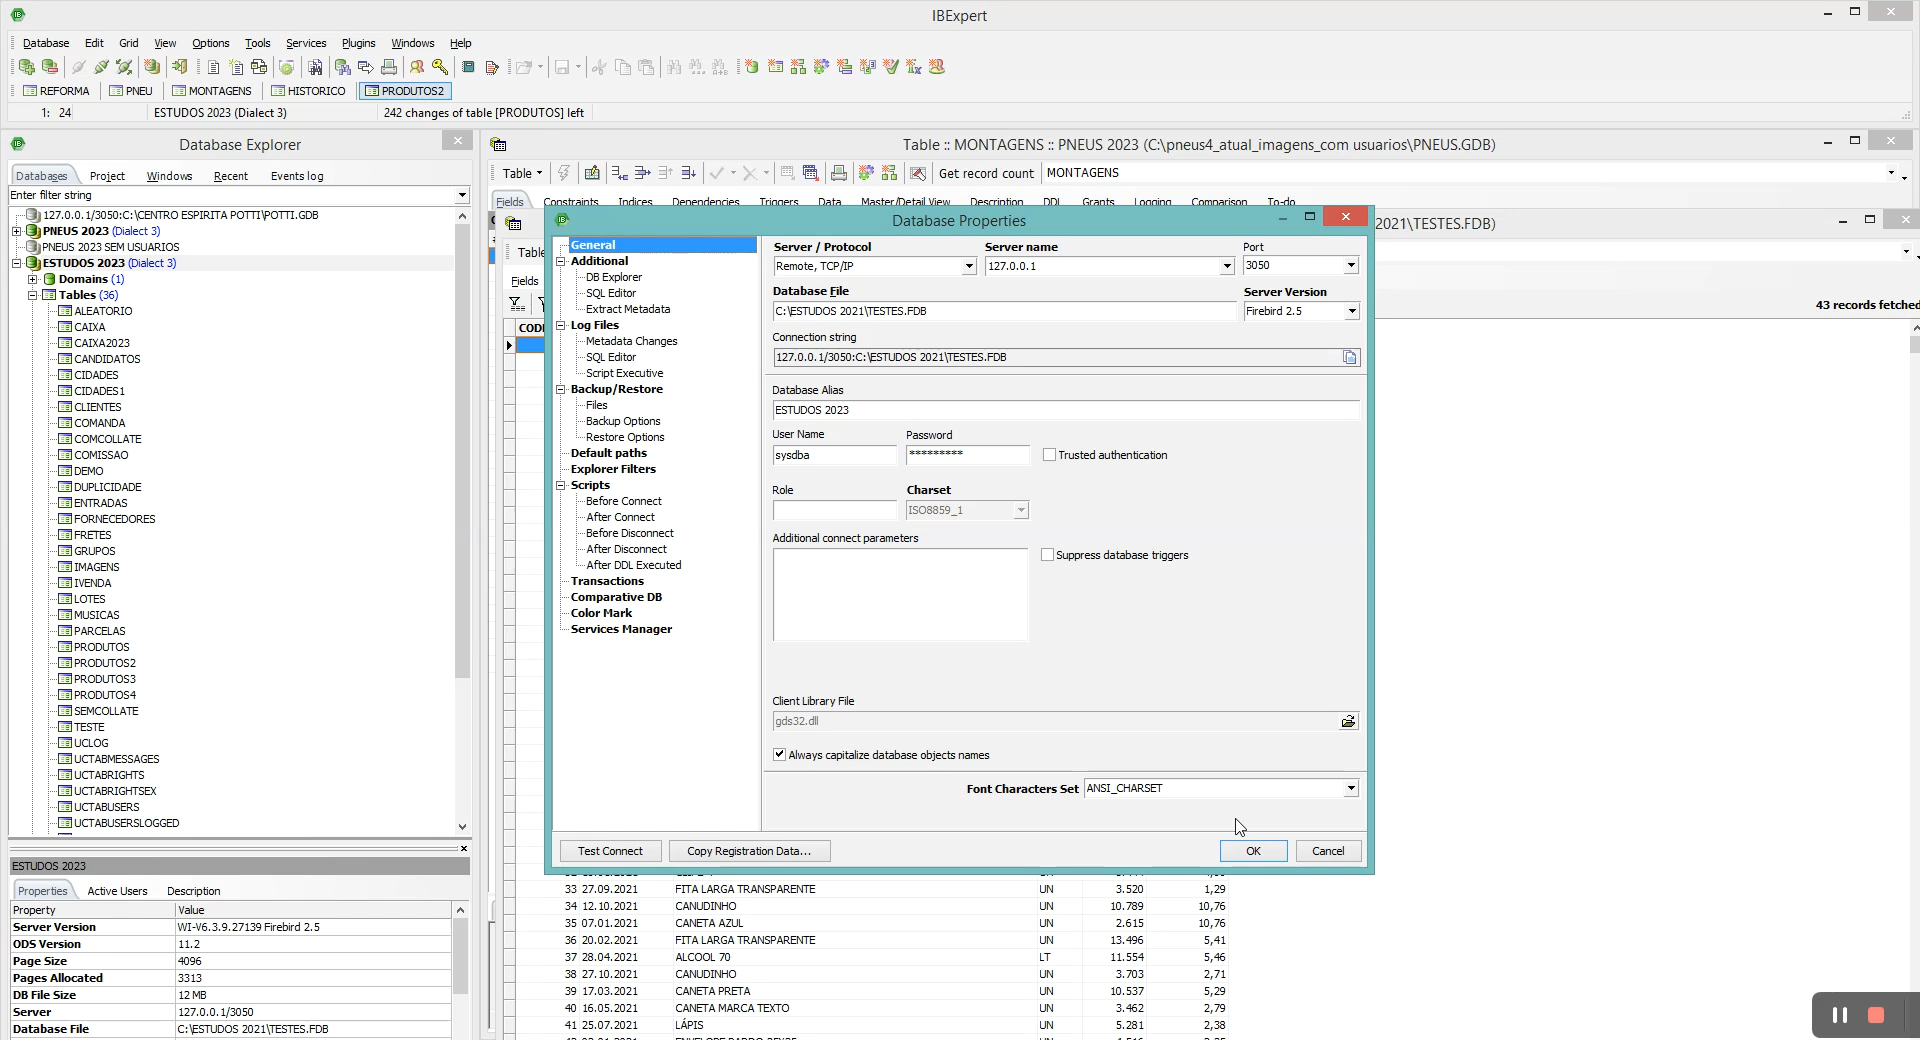 IBExpert
Database Edit Grid View Options Tools Services Plugins Windows Help
REFORMA PNEU MONTAGENS HISTORICO PRODUTOS2
1: 24 ESTUDOS 2023 (Dialect 3) 242 changes of table [PRODUTOS] left
Database Explorer
Databases Project Windows Recent Events log
Enter filter string
127.0.0.1/3050:C:\CENTRO ESPIRITA POTTI\POTTI.GDB
PNEUS 2023 (Dialect 3)
PNEUS 2023 SEM USUARIOS
ESTUDOS 2023 (Dialect 3)
Domains (1)
Tables (36)
ALEATORIO
CAIXA
CAIXA2023
CANDIDATOS
CIDADES
CIDADES1
CLIENTES
COMANDA
COMCOLLATE
COMISSAO
DEMO
DUPLICIDADE
ENTRADAS
FORNECEDORES
FRETES
GRUPOS
IMAGENS
IVENDA
LOTES
MUSICAS
PARCELAS
PRODUTOS
PRODUTOS2
PRODUTOS3
PRODUTOS4
SEMCOLLATE
TESTE
UCLOG
UCTABMESSAGES
UCTABRIGHTS
UCTABRIGHTSEX
UCTABUSERS
UCTABUSERSLOGGED
ESTUDOS 2023
Properties Active Users Description
Property Value
Server Version WI-V6.3.9.27139 Firebird 2.5
ODS Version 11.2
Page Size 4096
Pages Allocated 3313
DB File Size 12 MB
Server 127.0.0.1/3050
Database File C:\ESTUDOS 2021\TESTES.FDB
Table :: MONTAGENS :: PNEUS 2023 (C:\pneus4_atual_imagens_com usuarios\PNEUS.GDB)
Table Get record count MONTAGENS
Fields Constraints Indices Dependencies Triggers Data Master/Detail View Description DDL Grants Logging Comparison To-do
2021\TESTES.FDB)
Table
Fields
43 records fetched
CODI
Database Properties
General
Additional
DB Explorer
SQL Editor
Extract Metadata
Log Files
Metadata Changes
SQL Editor
Script Executive
Backup/Restore
Files
Backup Options
Restore Options
Default paths
Explorer Filters
Scripts
Before Connect
After Connect
Before Disconnect
After Disconnect
After DDL Executed
Transactions
Comparative DB
Color Mark
Services Manager
Server / Protocol Server name Port
Remote, TCP/IP 127.0.0.1 3050
Database File Server Version
C:\ESTUDOS 2021\TESTES.FDB Firebird 2.5
Connection string
127.0.0.1/3050:C:\ESTUDOS 2021\TESTES.FDB
Database Alias
ESTUDOS 2023
User Name Password
sysdba ********* Trusted authentication
Role Charset
ISO8859_1
Additional connect parameters
Suppress database triggers
Client Library File
gds32.dll
Always capitalize database objects names
Font Characters Set ANSI_CHARSET
Test Connect Copy Registration Data... OK Cancel
33 27.09.2021 FITA LARGA TRANSPARENTE UN 3.520 1,29
34 12.10.2021 CANUDINHO UN 10.789 10,76
35 07.01.2021 CANETA AZUL UN 2.615 10,76
36 20.02.2021 FITA LARGA TRANSPARENTE UN 13.496 5,41
37 28.04.2021 ALCOOL 70 LT 11.554 5,46
38 27.10.2021 CANUDINHO UN 3.703 2,71
39 17.03.2021 CANETA PRETA UN 10.537 5,29
40 16.05.2021 CANETA MARCA TEXTO UN 3.462 2,79
41 25.07.2021 LÁPIS UN 5.281 2,38